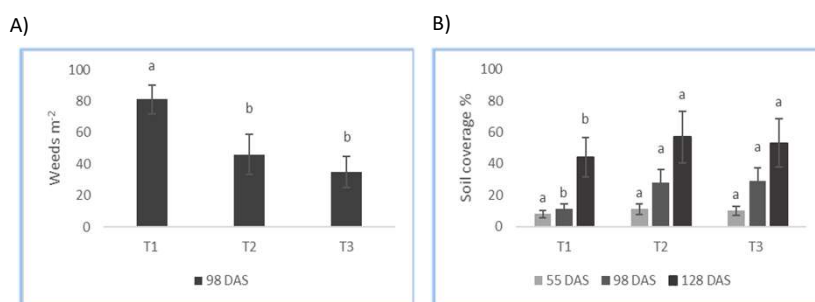 A)
B)
100
80
60
40
20
0
Weeds m-2
a
b
b
T1
T2
T3
98 DAS
100
80
60
40
20
0
Soil coverage %
a
b
b
a
a
a
a
a
a
T1
T2
T3
55 DAS
98 DAS
128 DAS